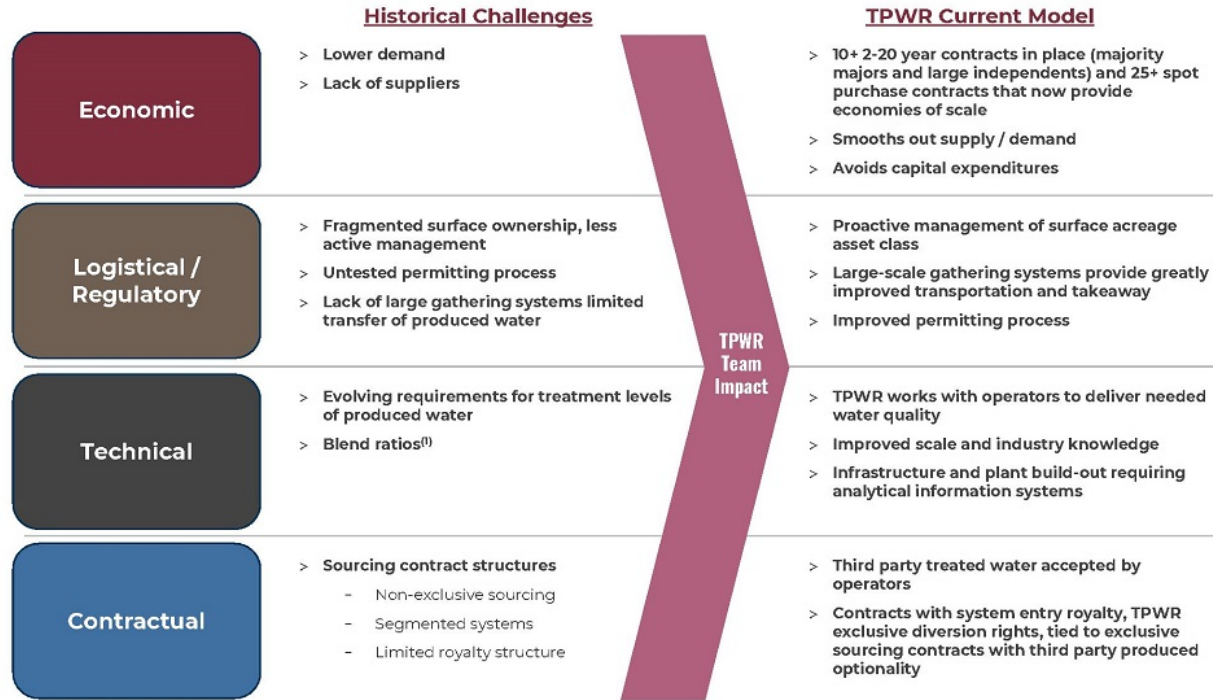 Historical Challenges
TPWR Current Model
Economic
> Lower demand
> Lack of suppliers
> 10+ 2-20 year contracts in place (majority
majors and large independents) and 25+ spot
purchase contracts that now provide
economies of scale
> Smooths out supply / demand
> Avoids capital expenditures
Logistical /
Regulatory
> Fragmented surface ownership, less
active management
> Untested permitting process
> Lack of large gathering systems limited
transfer of produced water
> Proactive management of surface acreage
asset class
> Large-scale gathering systems provide greatly
improved transportation and takeaway
> Improved permitting process
TPWR
Team
Impact
Technical
> Evolving requirements for treatment levels
of produced water
> Blend ratios(1)
> TPWR works with operators to deliver needed
water quality
> Improved scale and industry knowledge
> Infrastructure and plant build-out requiring
analytical information systems
Contractual
> Sourcing contract structures
– Non-exclusive sourcing
– Segmented systems
– Limited royalty structure
> Third party treated water accepted by
operators
> Contracts with system entry royalty, TPWR
exclusive diversion rights, tied to exclusive
sourcing contracts with third party produced
optionality